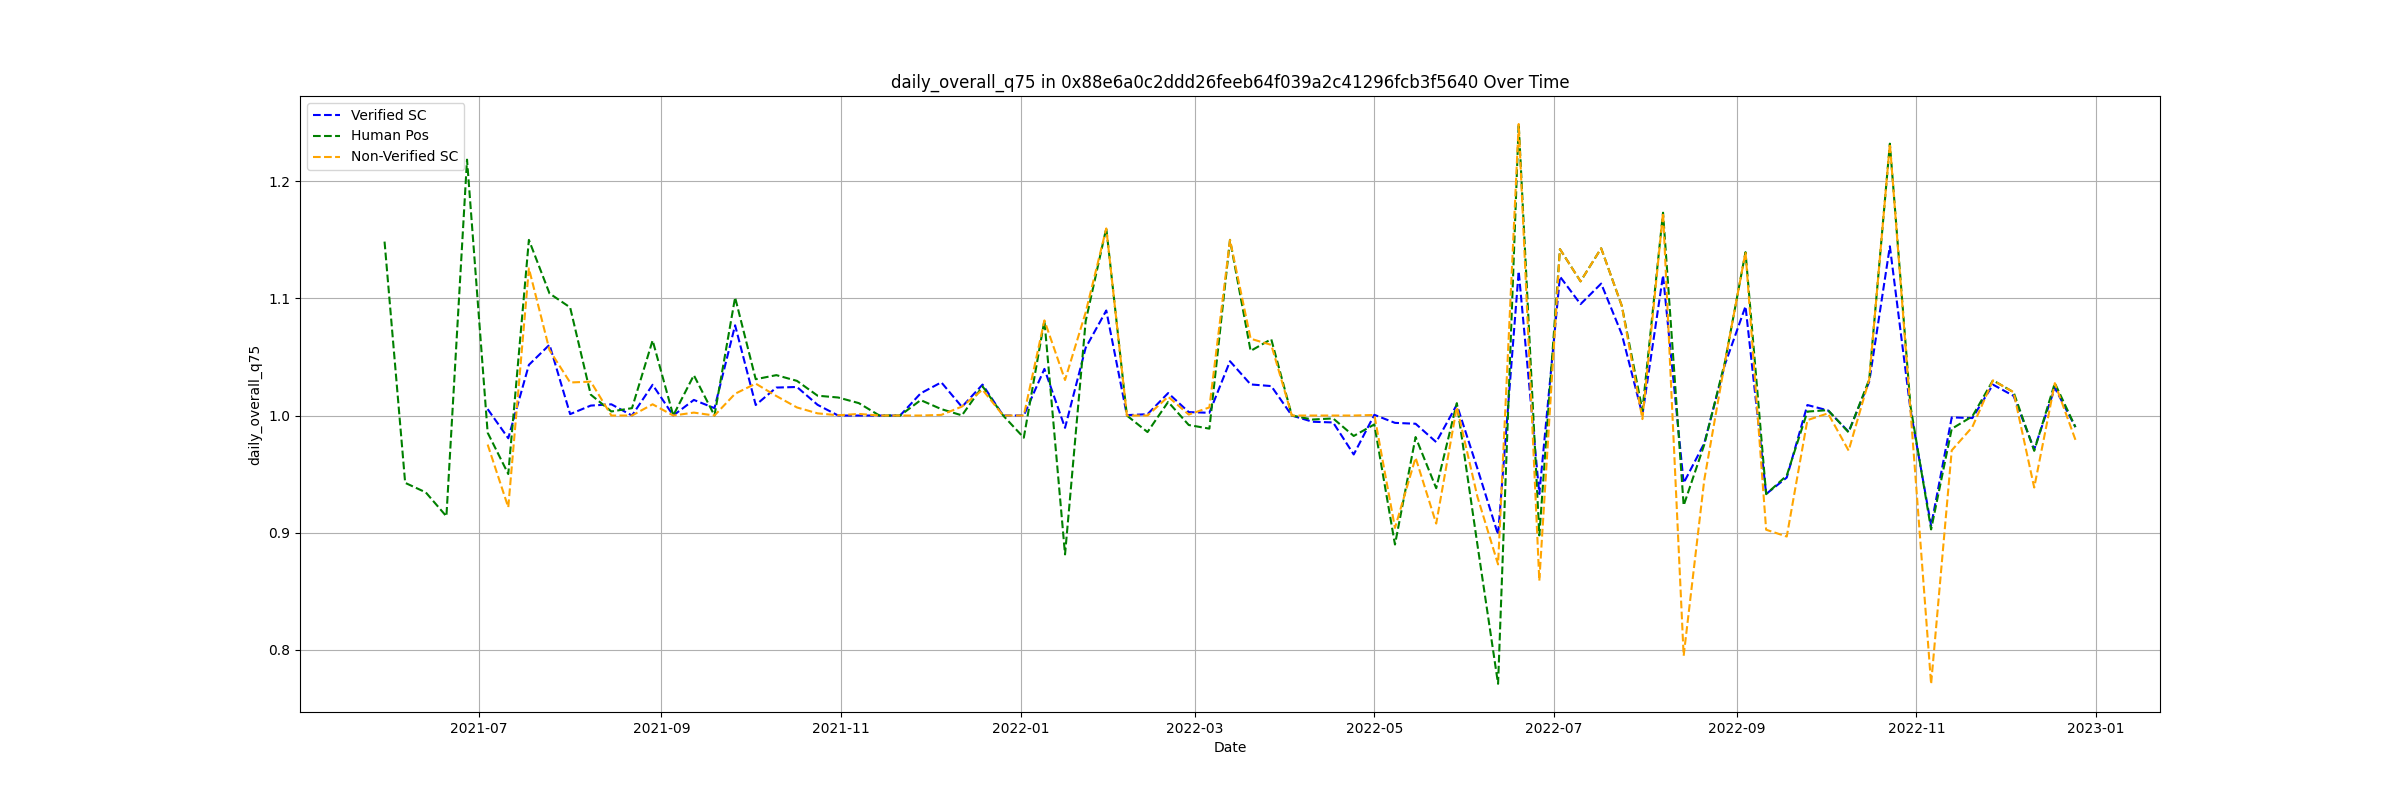 daily_overall_q75 in 0x88e6a0c2ddd26feeb64f039a2c41296fcb3f5640 Over Time
Verified SC
Human Pos
Non-Verified SC
daily_overall_q75
1.2
1.1
1.0
0.9
0.8
2021-07
2021-09
2021-11
2022-01
2022-03
2022-05
2022-07
2022-09
2022-11
2023-01
Date